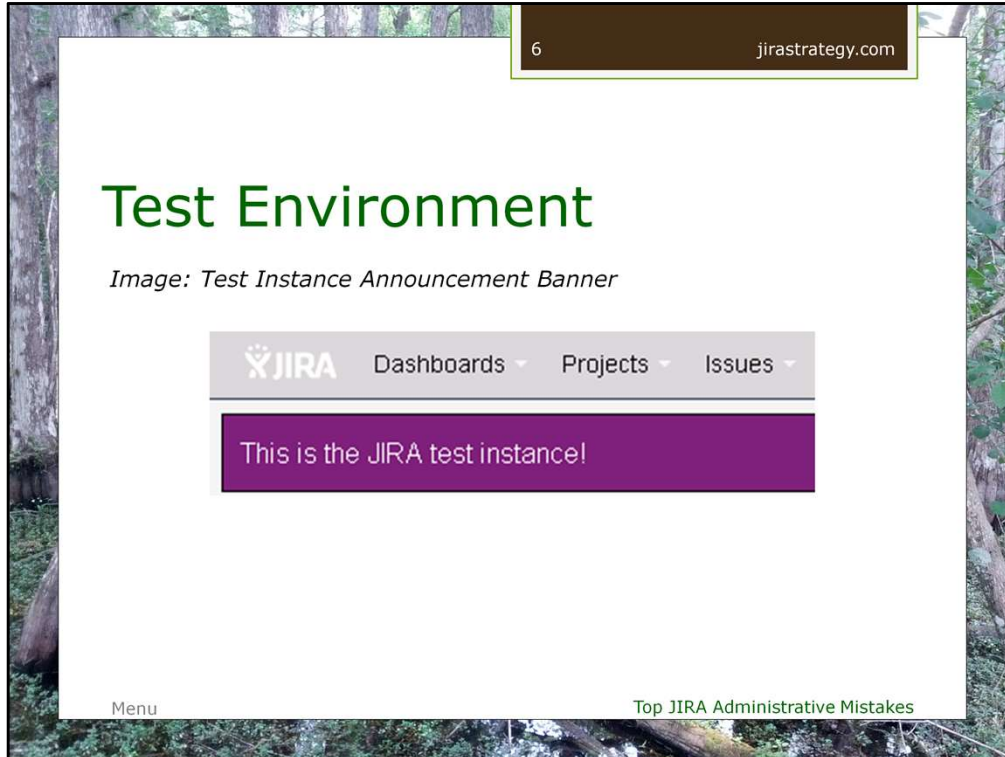 6 jirastrategy.com
Test Environment
Image: Test Instance Announcement Banner
JIRA Dashboards Projects Issues
This is the JIRA test instance!
Menu Top JIRA Administrative Mistakes